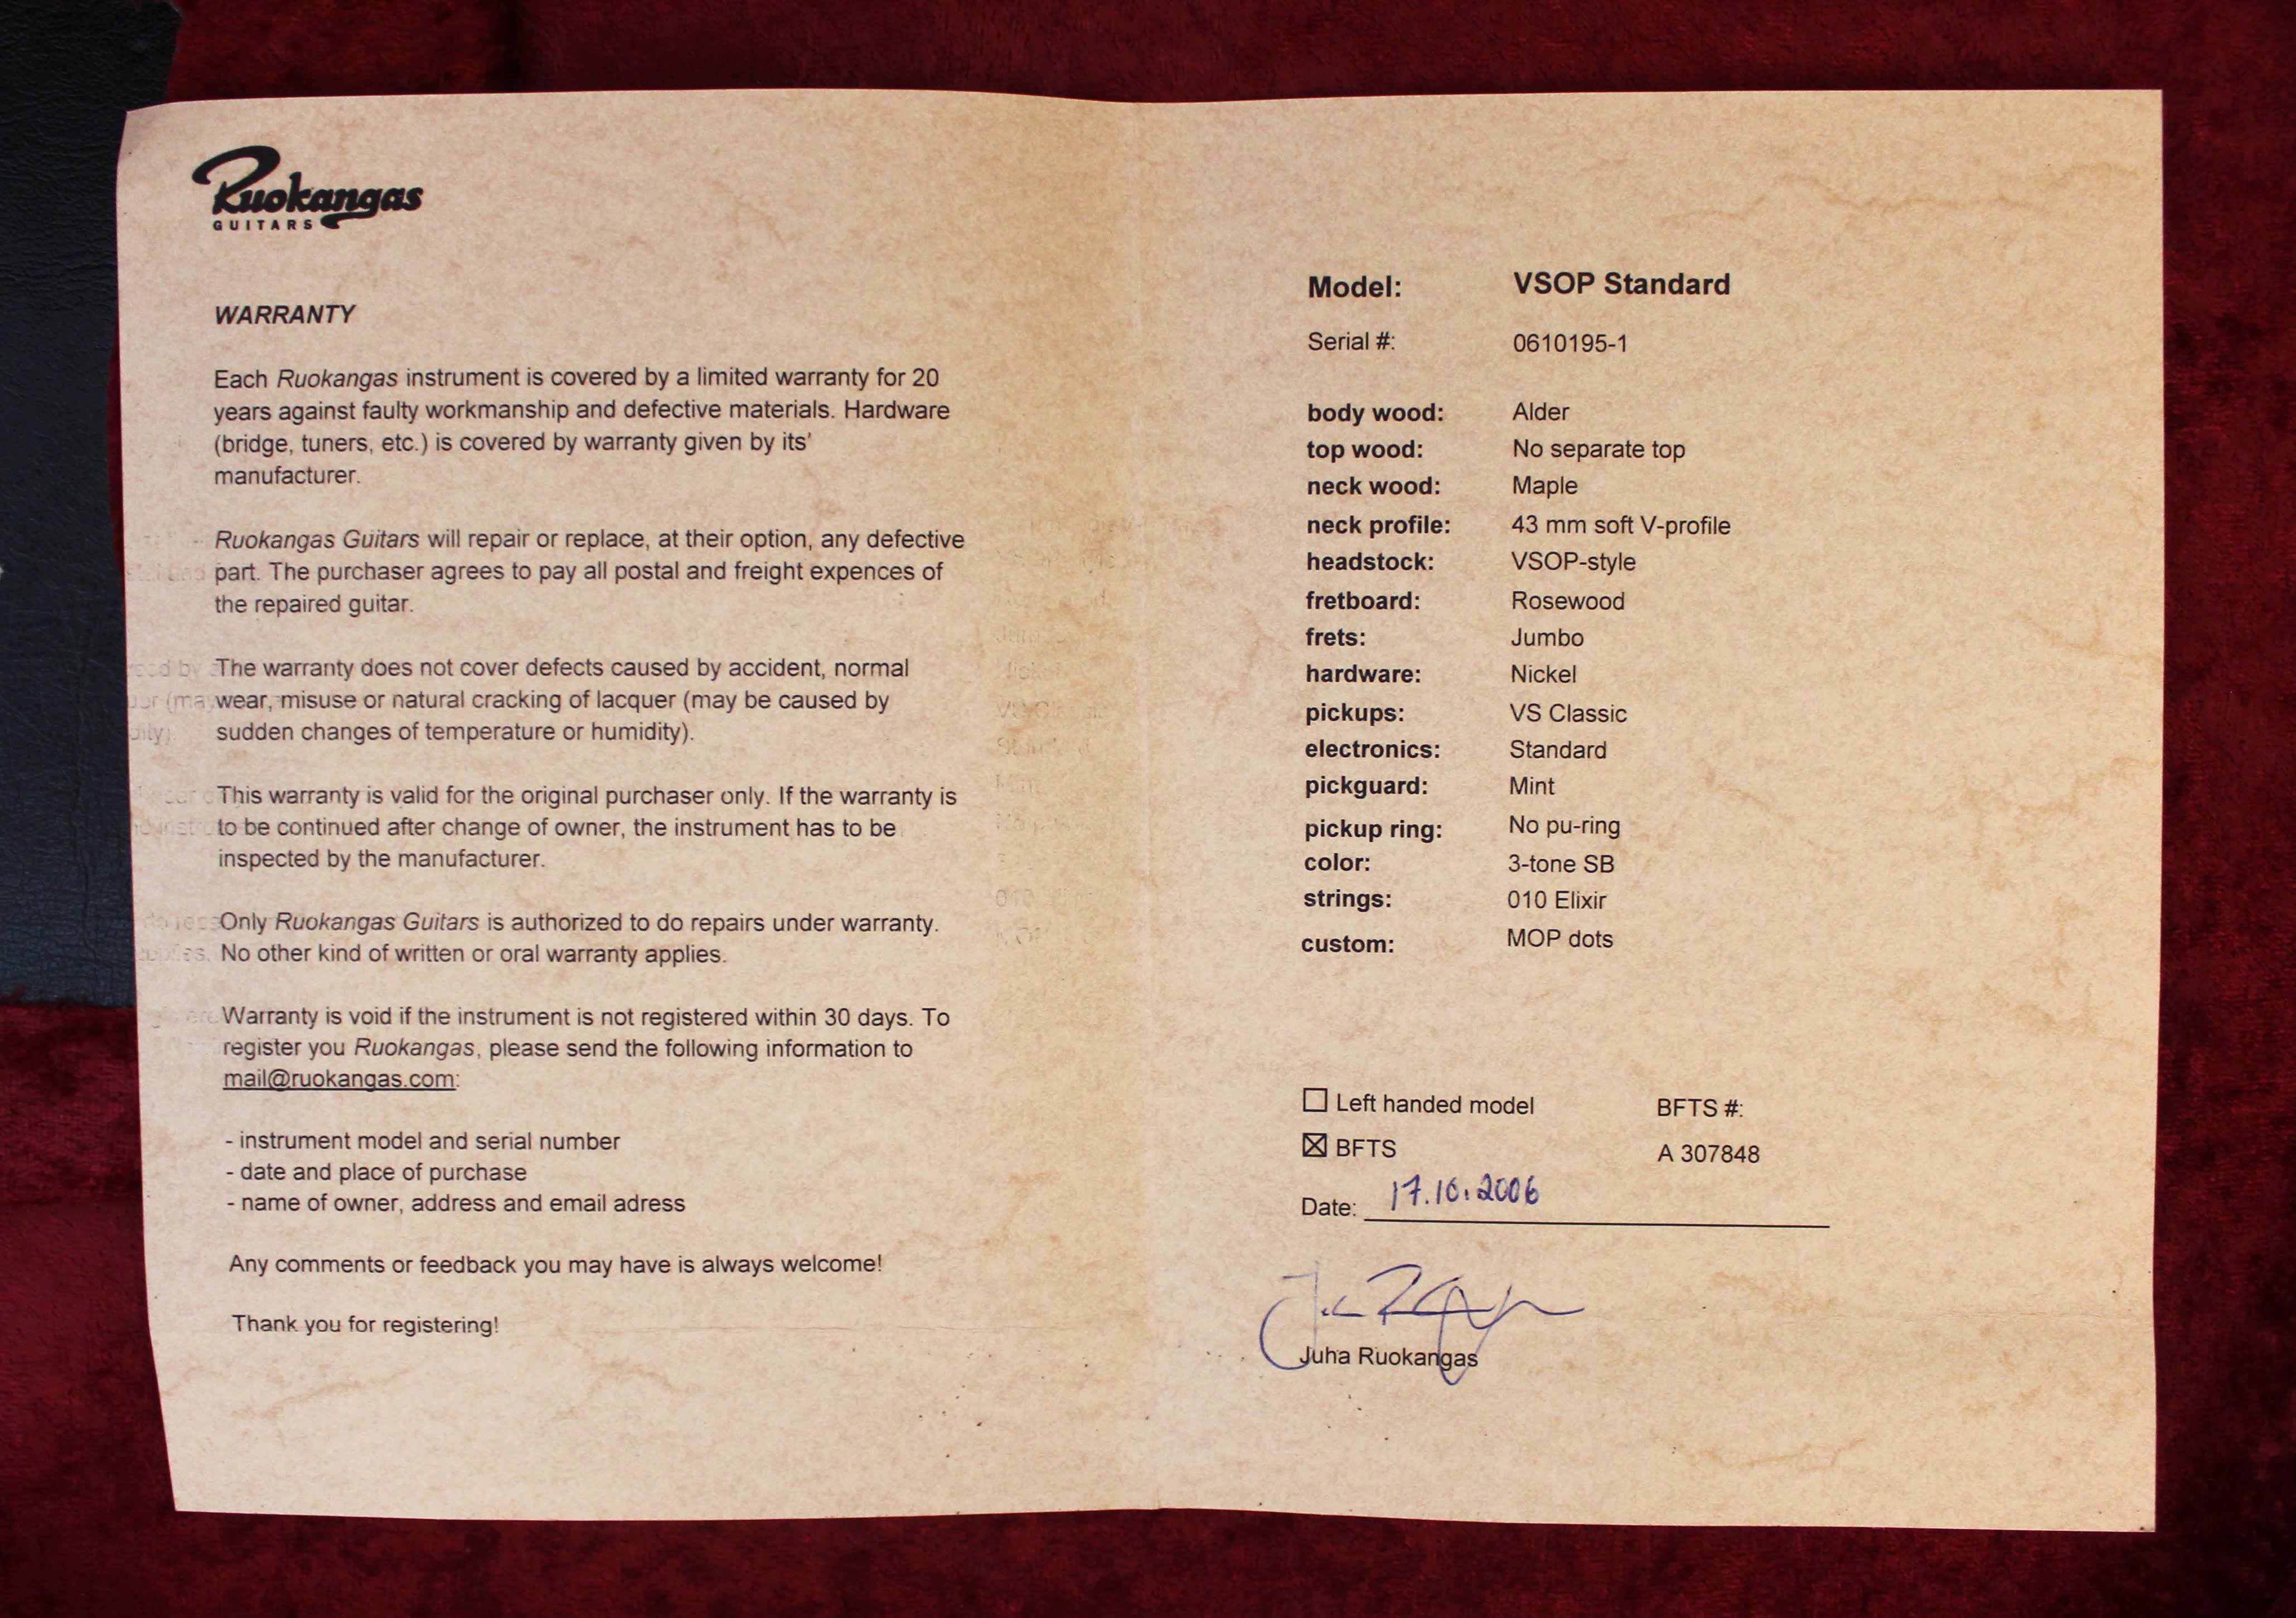 Ruokangas
GUITARS
WARRANTY
Each Ruokangas instrument is covered by a limited warranty for 20
years against faulty workmanship and defective materials. Hardware
(bridge, tuners, etc.) is covered by warranty given by its'
manufacturer.
Ruokangas Guitars will repair or replace, at their option, any defective
part. The purchaser agrees to pay all postal and freight expences of
the repaired guitar.
The warranty does not cover defects caused by accident, normal
wear, misuse or natural cracking of lacquer (may be caused by
sudden changes of temperature or humidity).
This warranty is valid for the original purchaser only. If the warranty is
to be continued after change of owner, the instrument has to be
inspected by the manufacturer.
Only Ruokangas Guitars is authorized to do repairs under warranty.
No other kind of written or oral warranty applies.
Warranty is void if the instrument is not registered within 30 days. To
register you Ruokangas, please send the following information to
mail@ruokangas.com:
- instrument model and serial number
- date and place of purchase
- name of owner, address and email adress
Any comments or feedback you may have is always welcome!
Thank you for registering!
Model: VSOP Standard
Serial #: 0610195-1
body wood: Alder
top wood: No separate top
neck wood: Maple
neck profile: 43 mm soft V-profile
headstock: VSOP-style
fretboard: Rosewood
frets: Jumbo
hardware: Nickel
pickups: VS Classic
electronics: Standard
pickguard: Mint
pickup ring: No pu-ring
color: 3-tone SB
strings: 010 Elixir
custom: MOP dots
Left handed model BFTS #:
BFTS A 307848
Date: 17.10.2006
Juha Ruokangas